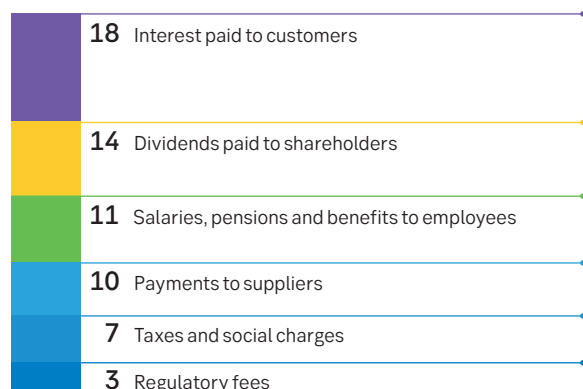 18 Interest paid to customers
14 Dividends paid to shareholders
11 Salaries, pensions and benefits to employees
10 Payments to suppliers
7 Taxes and social charges
3 Regulatory fees